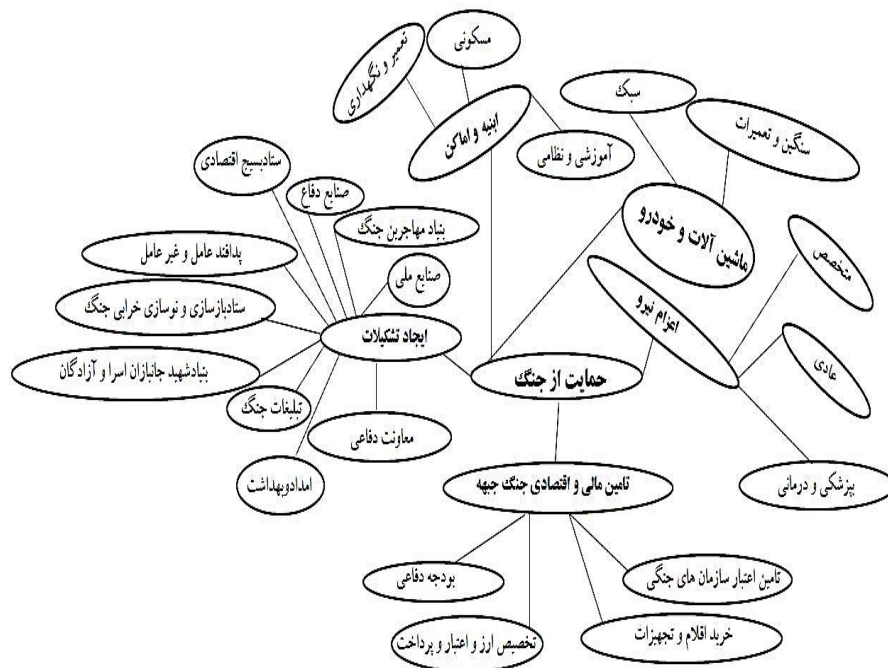 مسکونی
تعمیر و نگهداری
ابنیه و اماکن
آموزشی و نظامی
سبک
سنگین و تعمیرات
ماشین آلات و خودرو
متخصص
اعزام نیرو
عادی
پزشکی و درمانی
ستادبسیج اقتصادی
صنایع دفاع
بنیاد مهاجرین جنگ
پدافند عامل و غیر عامل
صنایع ملی
ستادبازسازی و نوسازی خرابی جنگ
ایجاد تشکیلات
بنیادشهید جانبازان اسرا و آزادگان
تبلیغات جنگ
معاونت دفاعی
امدادوبهداشت
حمایت از جنگ
تامین مالی و اقتصادی جنگ جبهه
بودجه دفاعی
تامین اعتبار سازمان های جنگی
تخصیص ارز و اعتبار و پرداخت
خرید اقلام و تجهیزات